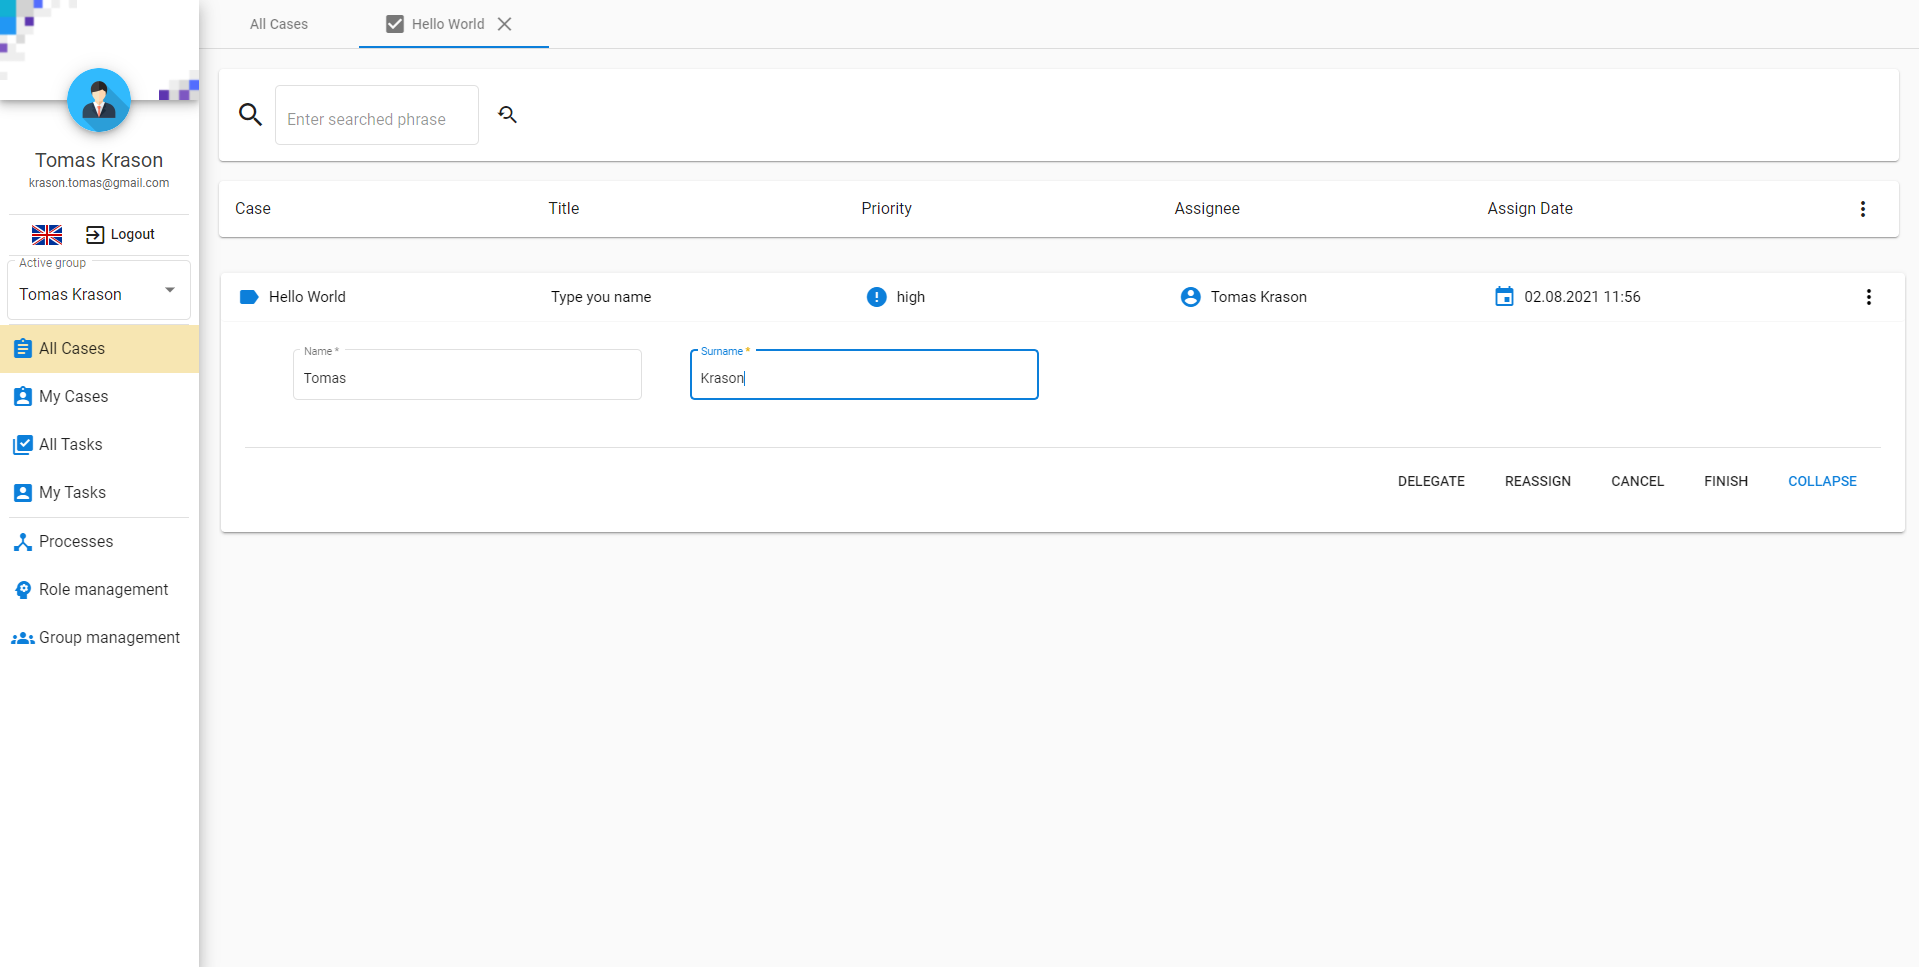 All Cases
Hello World
Enter searched phrase
Tomas Krason
krason.tomas@gmail.com
Logout
Active group
Tomas Krason
All Cases
My Cases
All Tasks
My Tasks
Processes
Role management
Group management
Case Title Priority Assignee Assign Date
Hello World Type you name high Tomas Krason 02.08.2021 11:56
Name * Surname *
Tomas Krason
DELEGATE REASSIGN CANCEL FINISH COLLAPSE